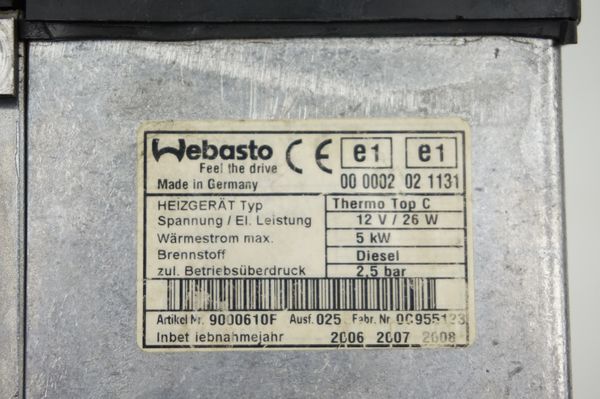 Webasto CE e1 e1
Feel the drive
Made in Germany 00 0002 02 1131
HEIZGERÄT Typ Thermo Top C
Spannung / El. Leistung 12 V / 26 W
Wärmestrom max. 5 kW
Brennstoff Diesel
zul. Betriebsüberdruck 2,5 bar
Artikel Nr. 9000610F Ausf. 025 Fabr. Nr.
Inbet iebnahmejahr 2006 2007 2008